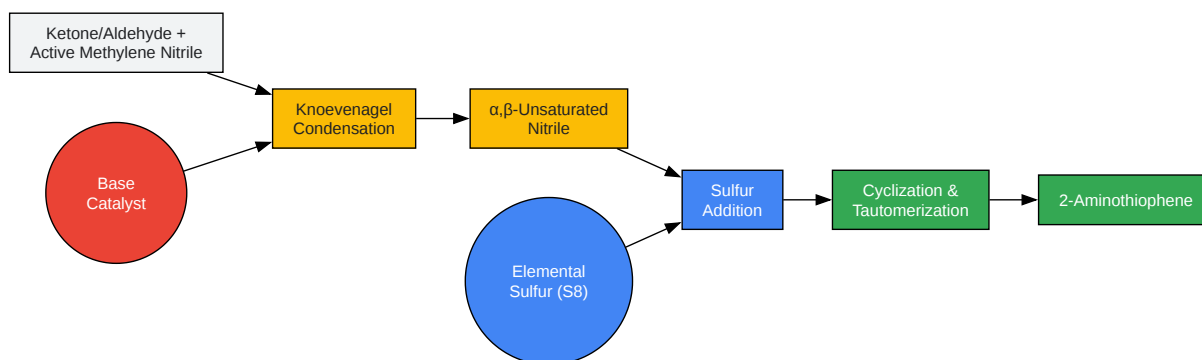 Ketone/Aldehyde +
Active Methylene Nitrile
Base
Catalyst
Knoevenagel
Condensation
α,β-Unsaturated
Nitrile
Elemental
Sulfur (S8)
Sulfur
Addition
Cyclization &
Tautomerization
2-Aminothiophene